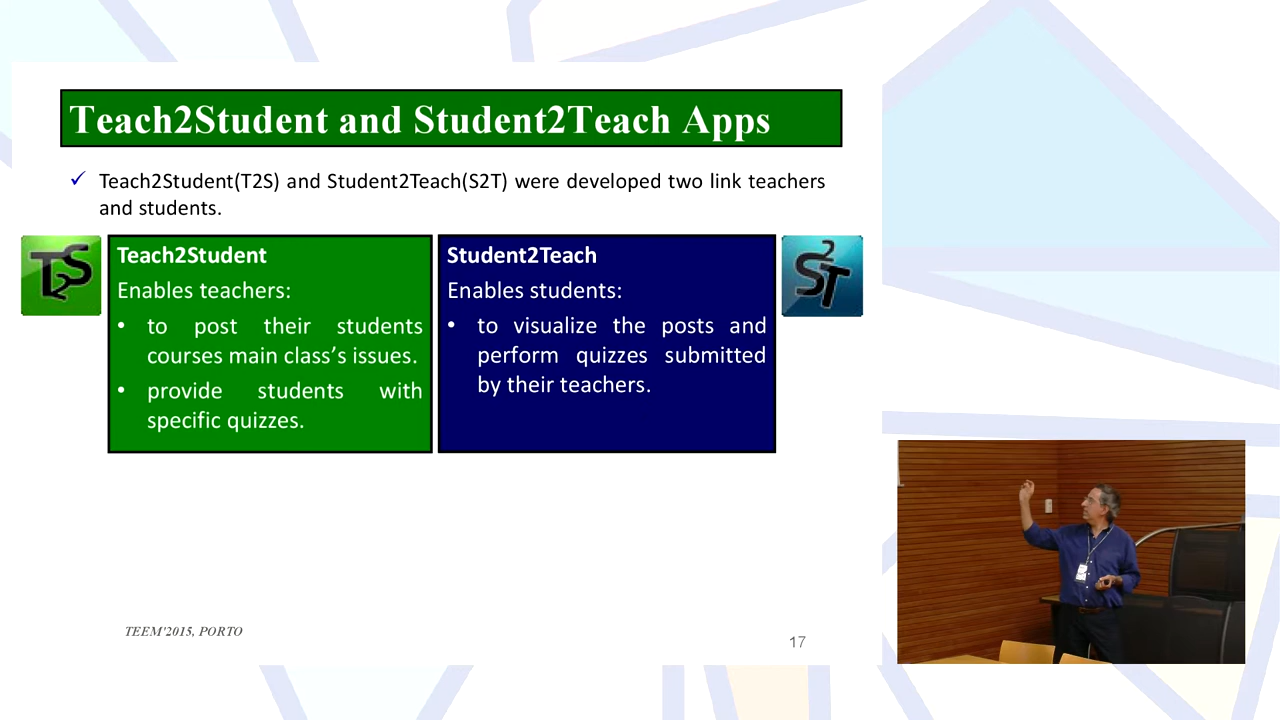 Teach2Student and Student2Teach Apps
✓ Teach2Student(T2S) and Student2Teach(S2T) were developed two link teachers
and students.
T2S
Teach2Student
Enables teachers:
• to post their students
courses main class’s issues.
• provide students with
specific quizzes.
Student2Teach
Enables students:
• to visualize the posts and
perform quizzes submitted
by their teachers.
S2T
TEEM'2015, PORTO
17